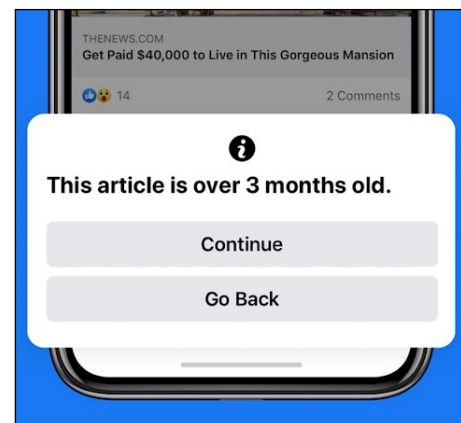 THENEWS.COM
Get Paid $40,000 to Live in This Gorgeous Mansion
14 2 Comments
This article is over 3 months old.
Continue
Go Back